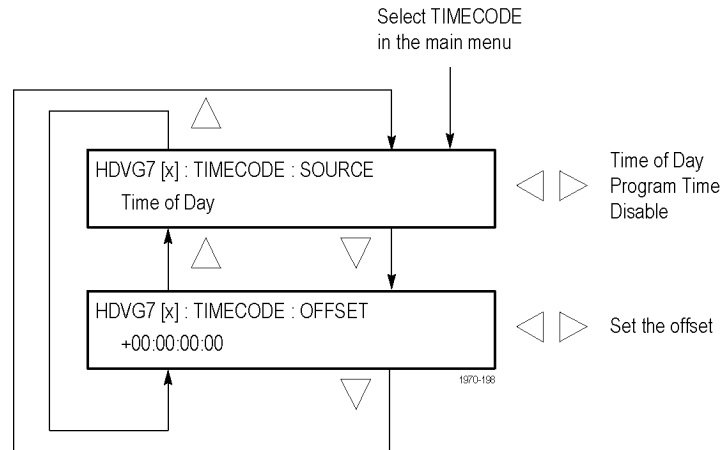 Select TIMECODE
in the main menu
HDVG7 [x] : TIMECODE : SOURCE
Time of Day
Time of Day
Program Time
Disable
HDVG7 [x] : TIMECODE : OFFSET
+00:00:00:00
Set the offset
1970-198